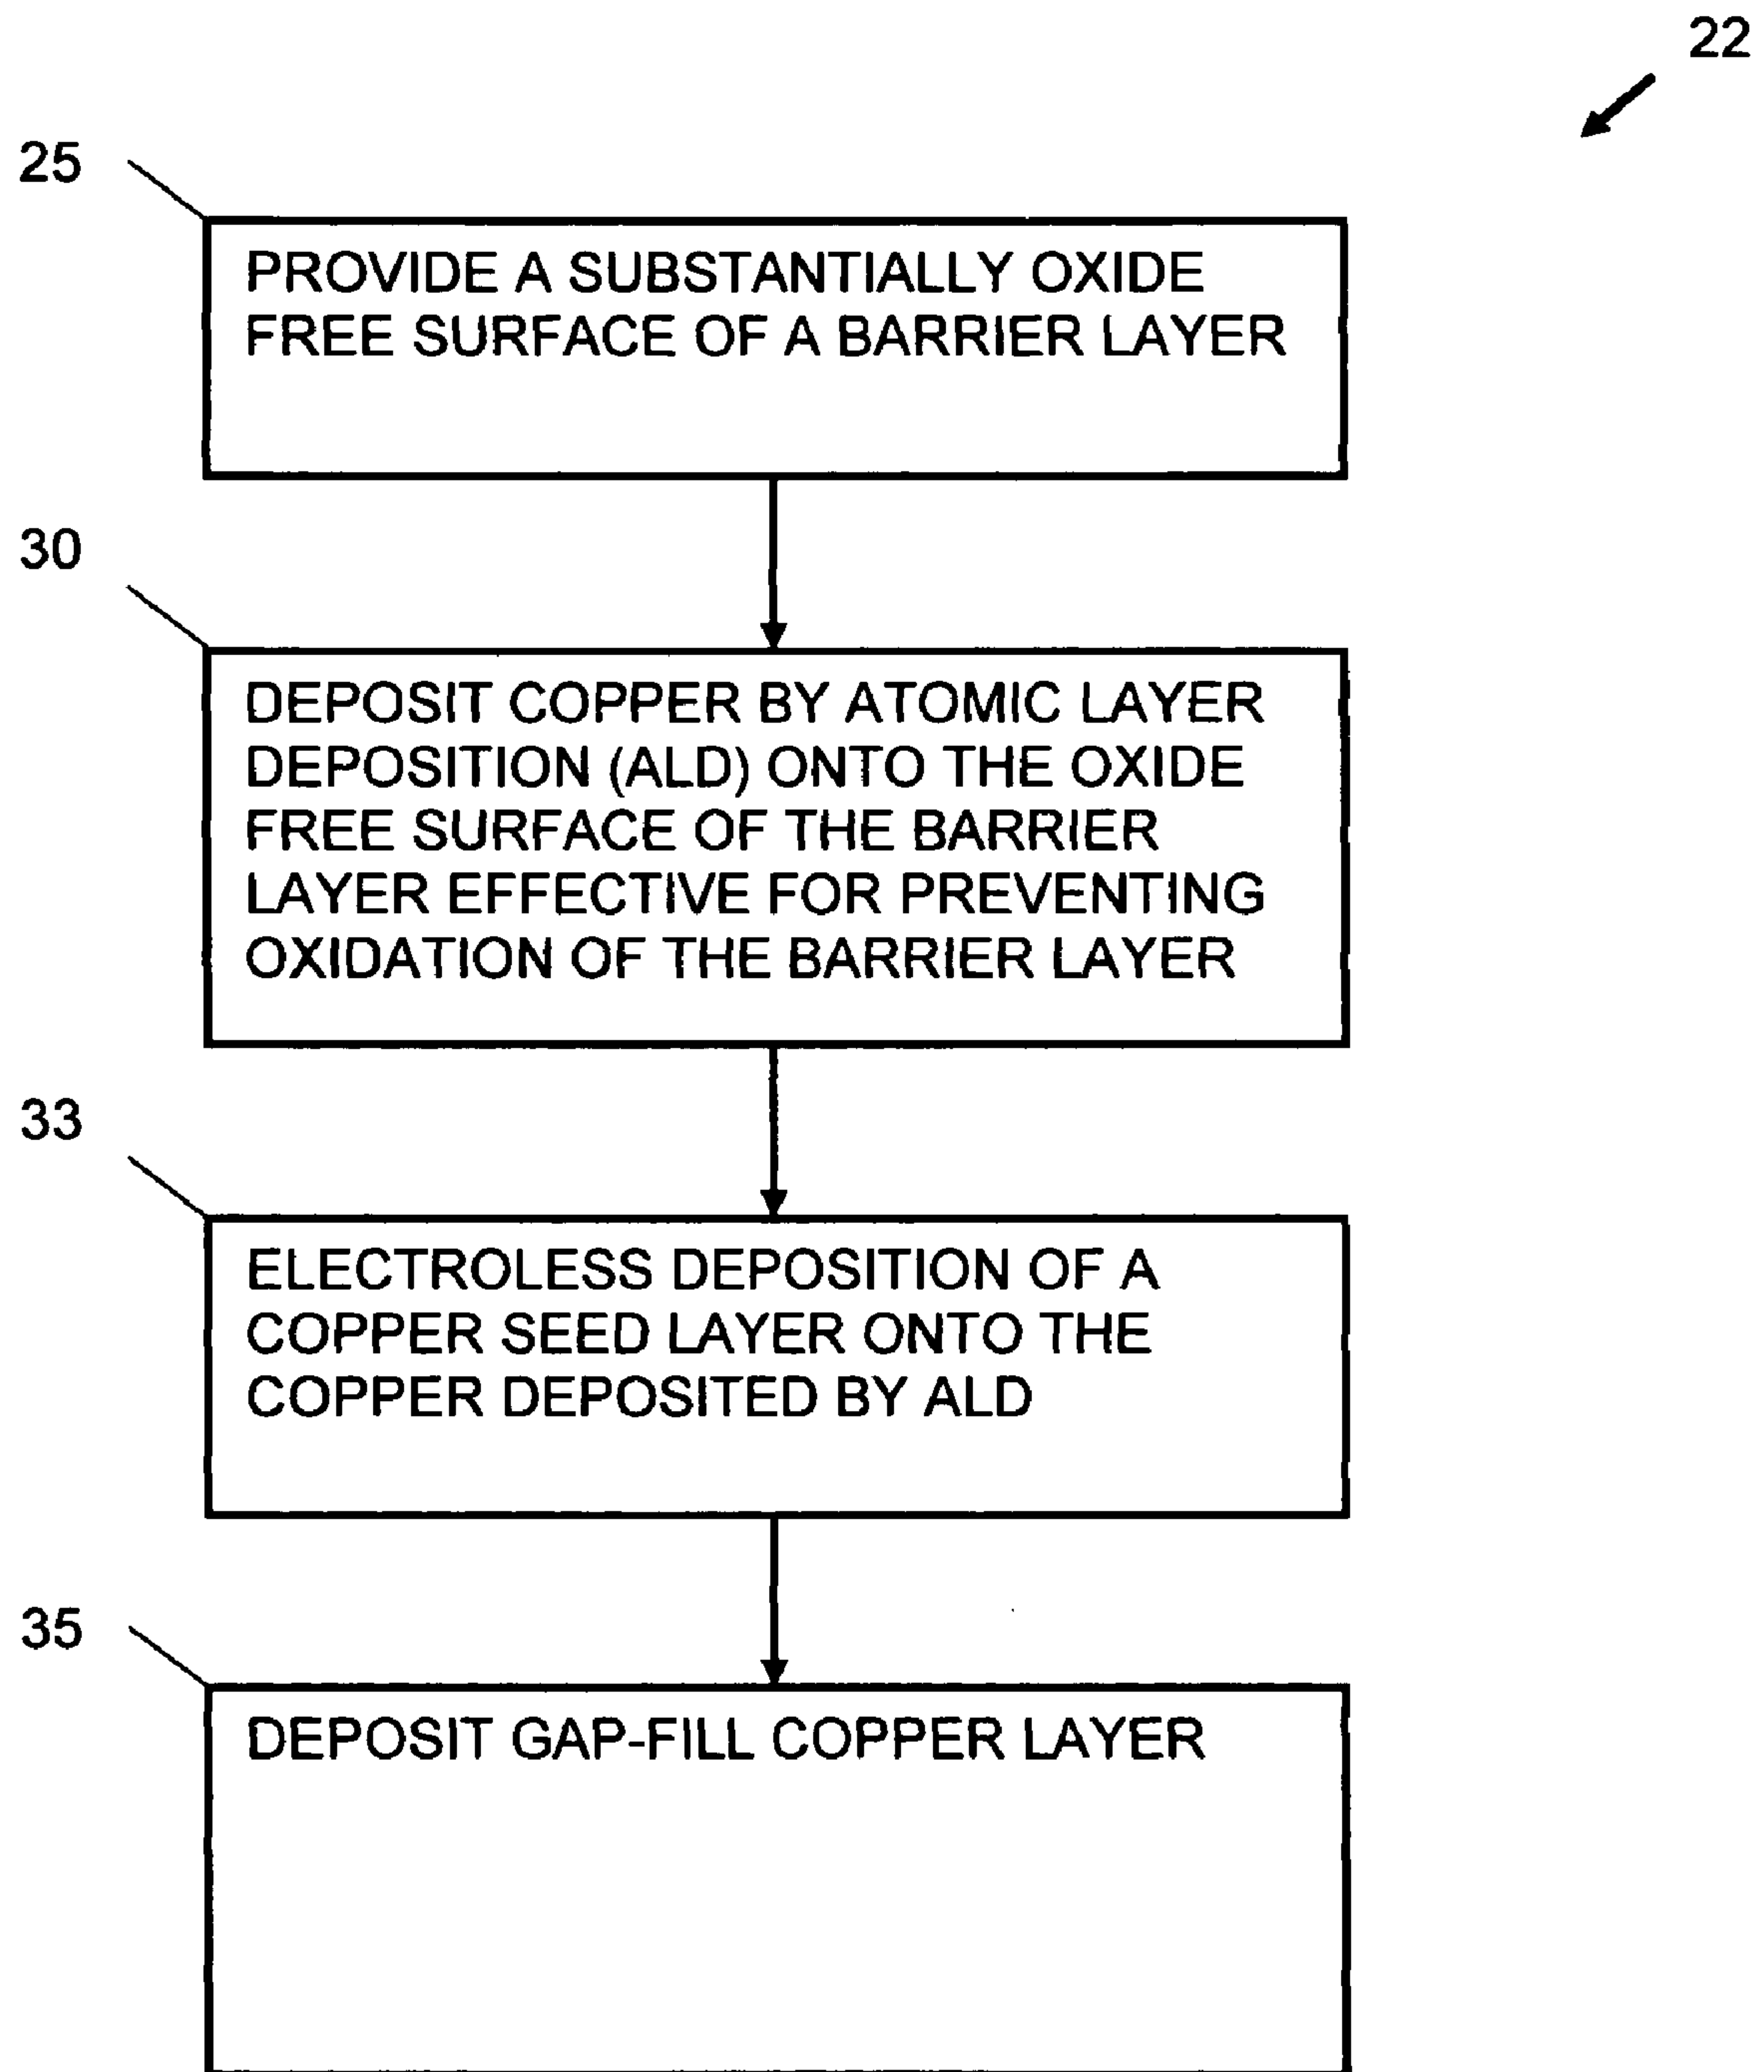 22
25
PROVIDE A SUBSTANTIALLY OXIDE
FREE SURFACE OF A BARRIER LAYER
30
DEPOSIT COPPER BY ATOMIC LAYER
DEPOSITION (ALD) ONTO THE OXIDE
FREE SURFACE OF THE BARRIER
LAYER EFFECTIVE FOR PREVENTING
OXIDATION OF THE BARRIER LAYER
33
ELECTROLESS DEPOSITION OF A
COPPER SEED LAYER ONTO THE
COPPER DEPOSITED BY ALD
35
DEPOSIT GAP-FILL COPPER LAYER